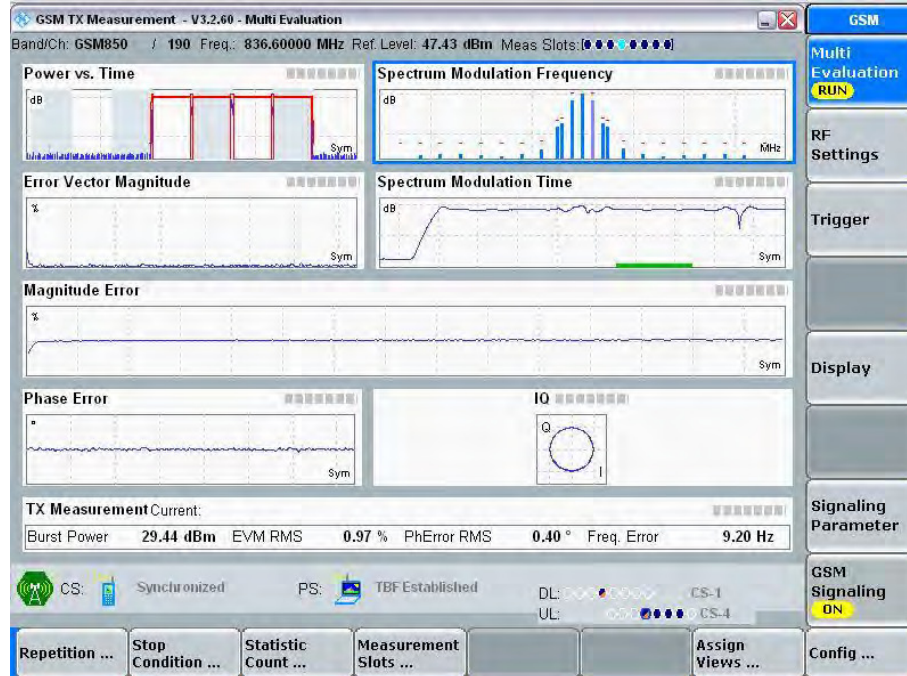 GSM TX Measurement - V3.2.60 - Multi Evaluation
GSM
Band/Ch: GSM850 / 190 Freq.: 836.60000 MHz Ref. Level: 47.43 dBm Meas Slots:
Multi
Evaluation
RUN
Power vs. Time
dB
Sym
Spectrum Modulation Frequency
dB
MHz
RF
Settings
Error Vector Magnitude
%
Sym
Spectrum Modulation Time
dB
Sym
Trigger
Magnitude Error
%
Sym
Display
Phase Error
°
Sym
IQ
Q
I
TX Measurement Current:
Burst Power 29.44 dBm EVM RMS 0.97 % PhError RMS 0.40 ° Freq. Error 9.20 Hz
Signaling
Parameter
CS: Synchronized PS: TBF Established
DL: CS-1
UL: CS-4
GSM
Signaling
ON
Repetition ...
Stop
Condition ...
Statistic
Count ...
Measurement
Slots ...
Assign
Views ...
Config ...